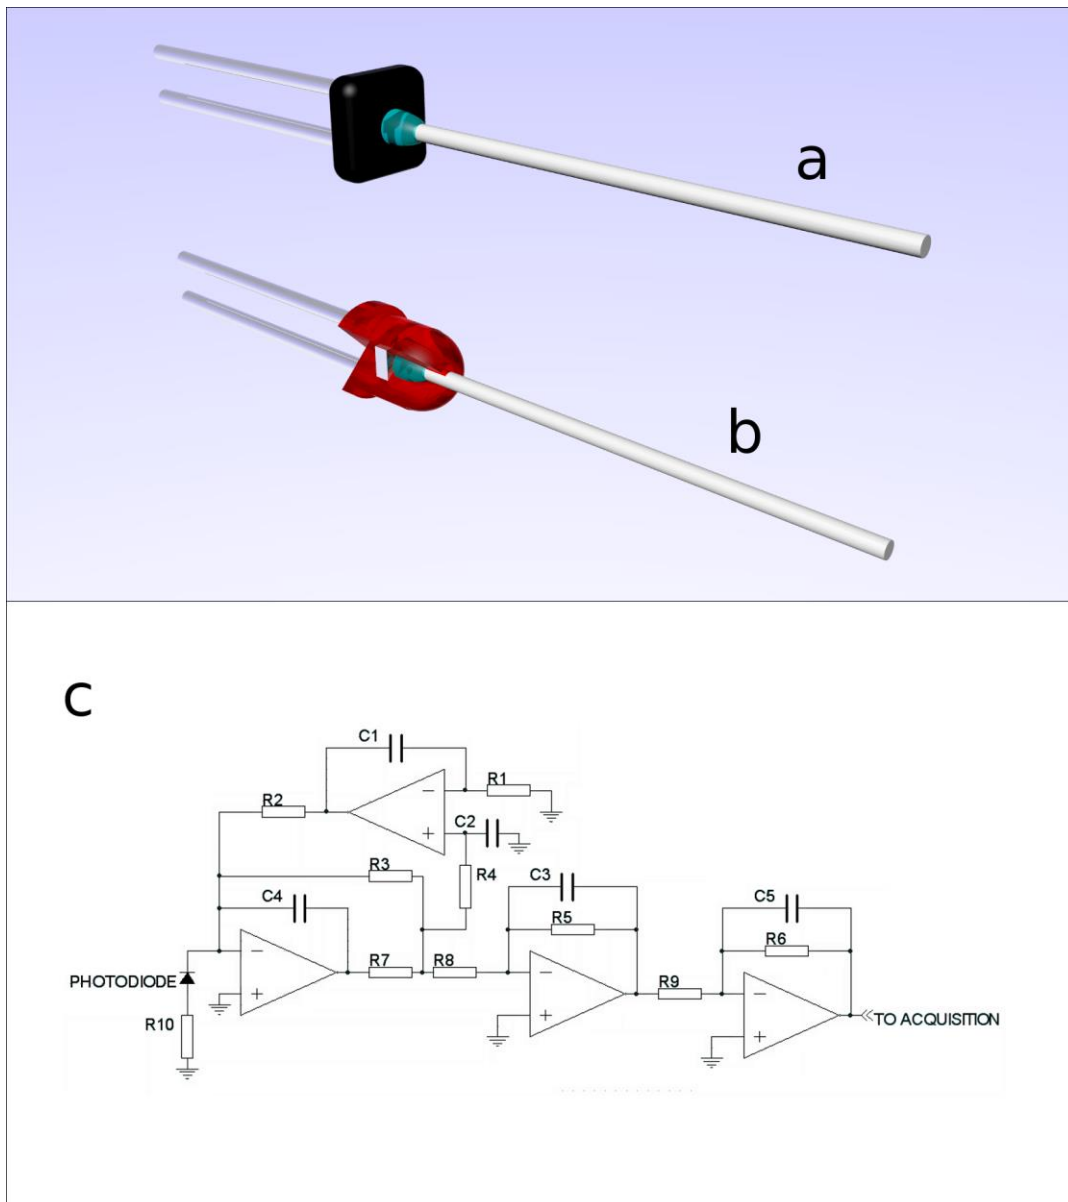 a
b
c
C1
R1
R2
−
+
C2
R3
R4
C3
C4
R5
C5
R6
−
+
R7
R8
−
+
R9
−
+
PHOTODIODE
TO ACQUISITION
R10